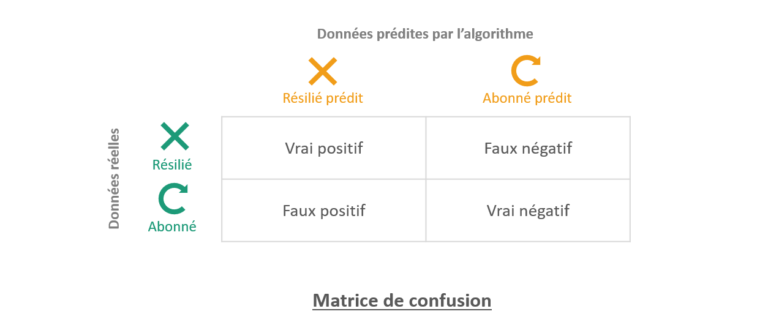 Données prédites par l'algorithme
Résilié prédit
Abonné prédit
Données réelles
Résilié
Vrai positif
Faux négatif
Abonné
Faux positif
Vrai négatif
Matrice de confusion